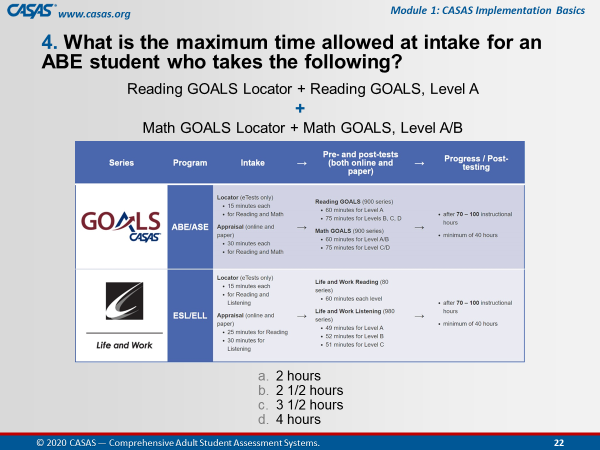 CASAS www.casas.org
Module 1: CASAS Implementation Basics
4. What is the maximum time allowed at intake for an
ABE student who takes the following?
Reading GOALS Locator + Reading GOALS, Level A
+
Math GOALS Locator + Math GOALS, Level A/B
Series Program Intake → Pre- and post-tests (both online and paper) → Progress / Post-testing
GOALS
CASAS
ABE/ASE
Locator (eTests only)
• 15 minutes each
• for Reading and Math
Appraisal (online and
paper)
• 30 minutes each
• for Reading and Math
→
Reading GOALS (900 series)
• 60 minutes for Level A
• 75 minutes for Levels B, C, D
Math GOALS (900 series)
• 60 minutes for Level A/B
• 75 minutes for Level C/D
→
• after 70 – 100 instructional
hours
• minimum of 40 hours
Life and Work
ESL/ELL
Locator (eTests only)
• 15 minutes each
• for Reading and
Listening
Appraisal (online and
paper)
• 25 minutes for Reading
• 30 minutes for
Listening
→
Life and Work Reading (80
series)
• 60 minutes each level
Life and Work Listening (980
series)
• 49 minutes for Level A
• 52 minutes for Level B
• 51 minutes for Level C
→
• after 70 – 100 instructional
hours
• minimum of 40 hours
a. 2 hours
b. 2 1/2 hours
c. 3 1/2 hours
d. 4 hours
© 2020 CASAS — Comprehensive Adult Student Assessment Systems.
22